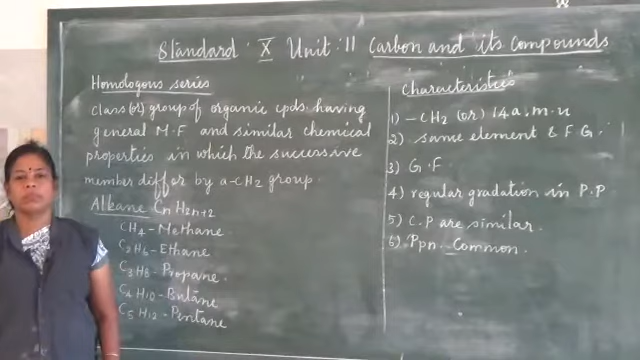 Standard : X Unit : 11 Carbon and its Compounds
Homologous series
class (or) group of organic cpds having
general M.F and similar chemical
properties in which the successive
member differ by a -CH2 group.
Alkane CnH2n+2
CH4 - Methane
C2H6 - Ethane
C3H8 - Propane.
C4H10 - Butane
C5H12 - Pentane
Characteristics
1) -CH2 (or) 14 a.m.u
2) same element & F G.
3) G.F.
4) regular gradation in P.P
5) C.P are similar.
6) Ppn. Common.